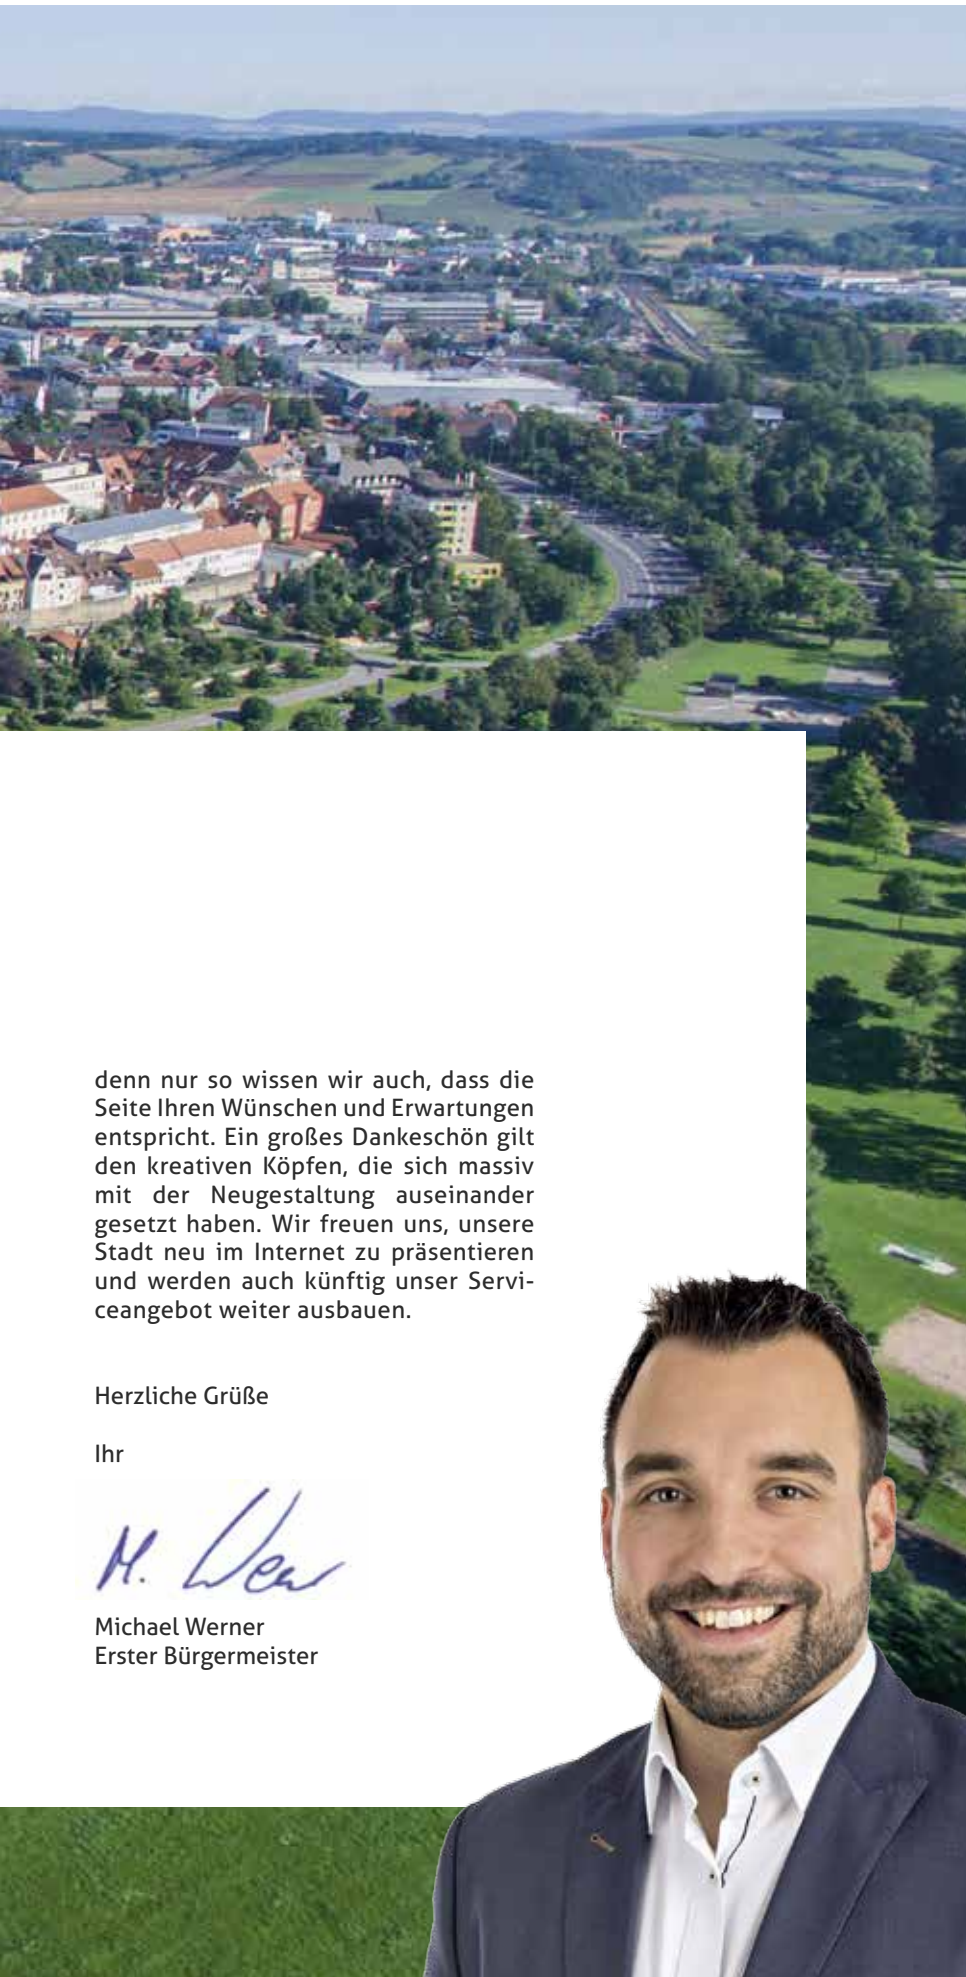 denn nur so wissen wir auch, dass die
Seite Ihren Wünschen und Erwartungen
entspricht. Ein großes Dankeschön gilt
den kreativen Köpfen, die sich massiv
mit der Neugestaltung auseinander
gesetzt haben. Wir freuen uns, unsere
Stadt neu im Internet zu präsentieren
und werden auch künftig unser Servi-
ceangebot weiter ausbauen.
Herzliche Grüße
Ihr
M. Wer
Michael Werner
Erster Bürgermeister